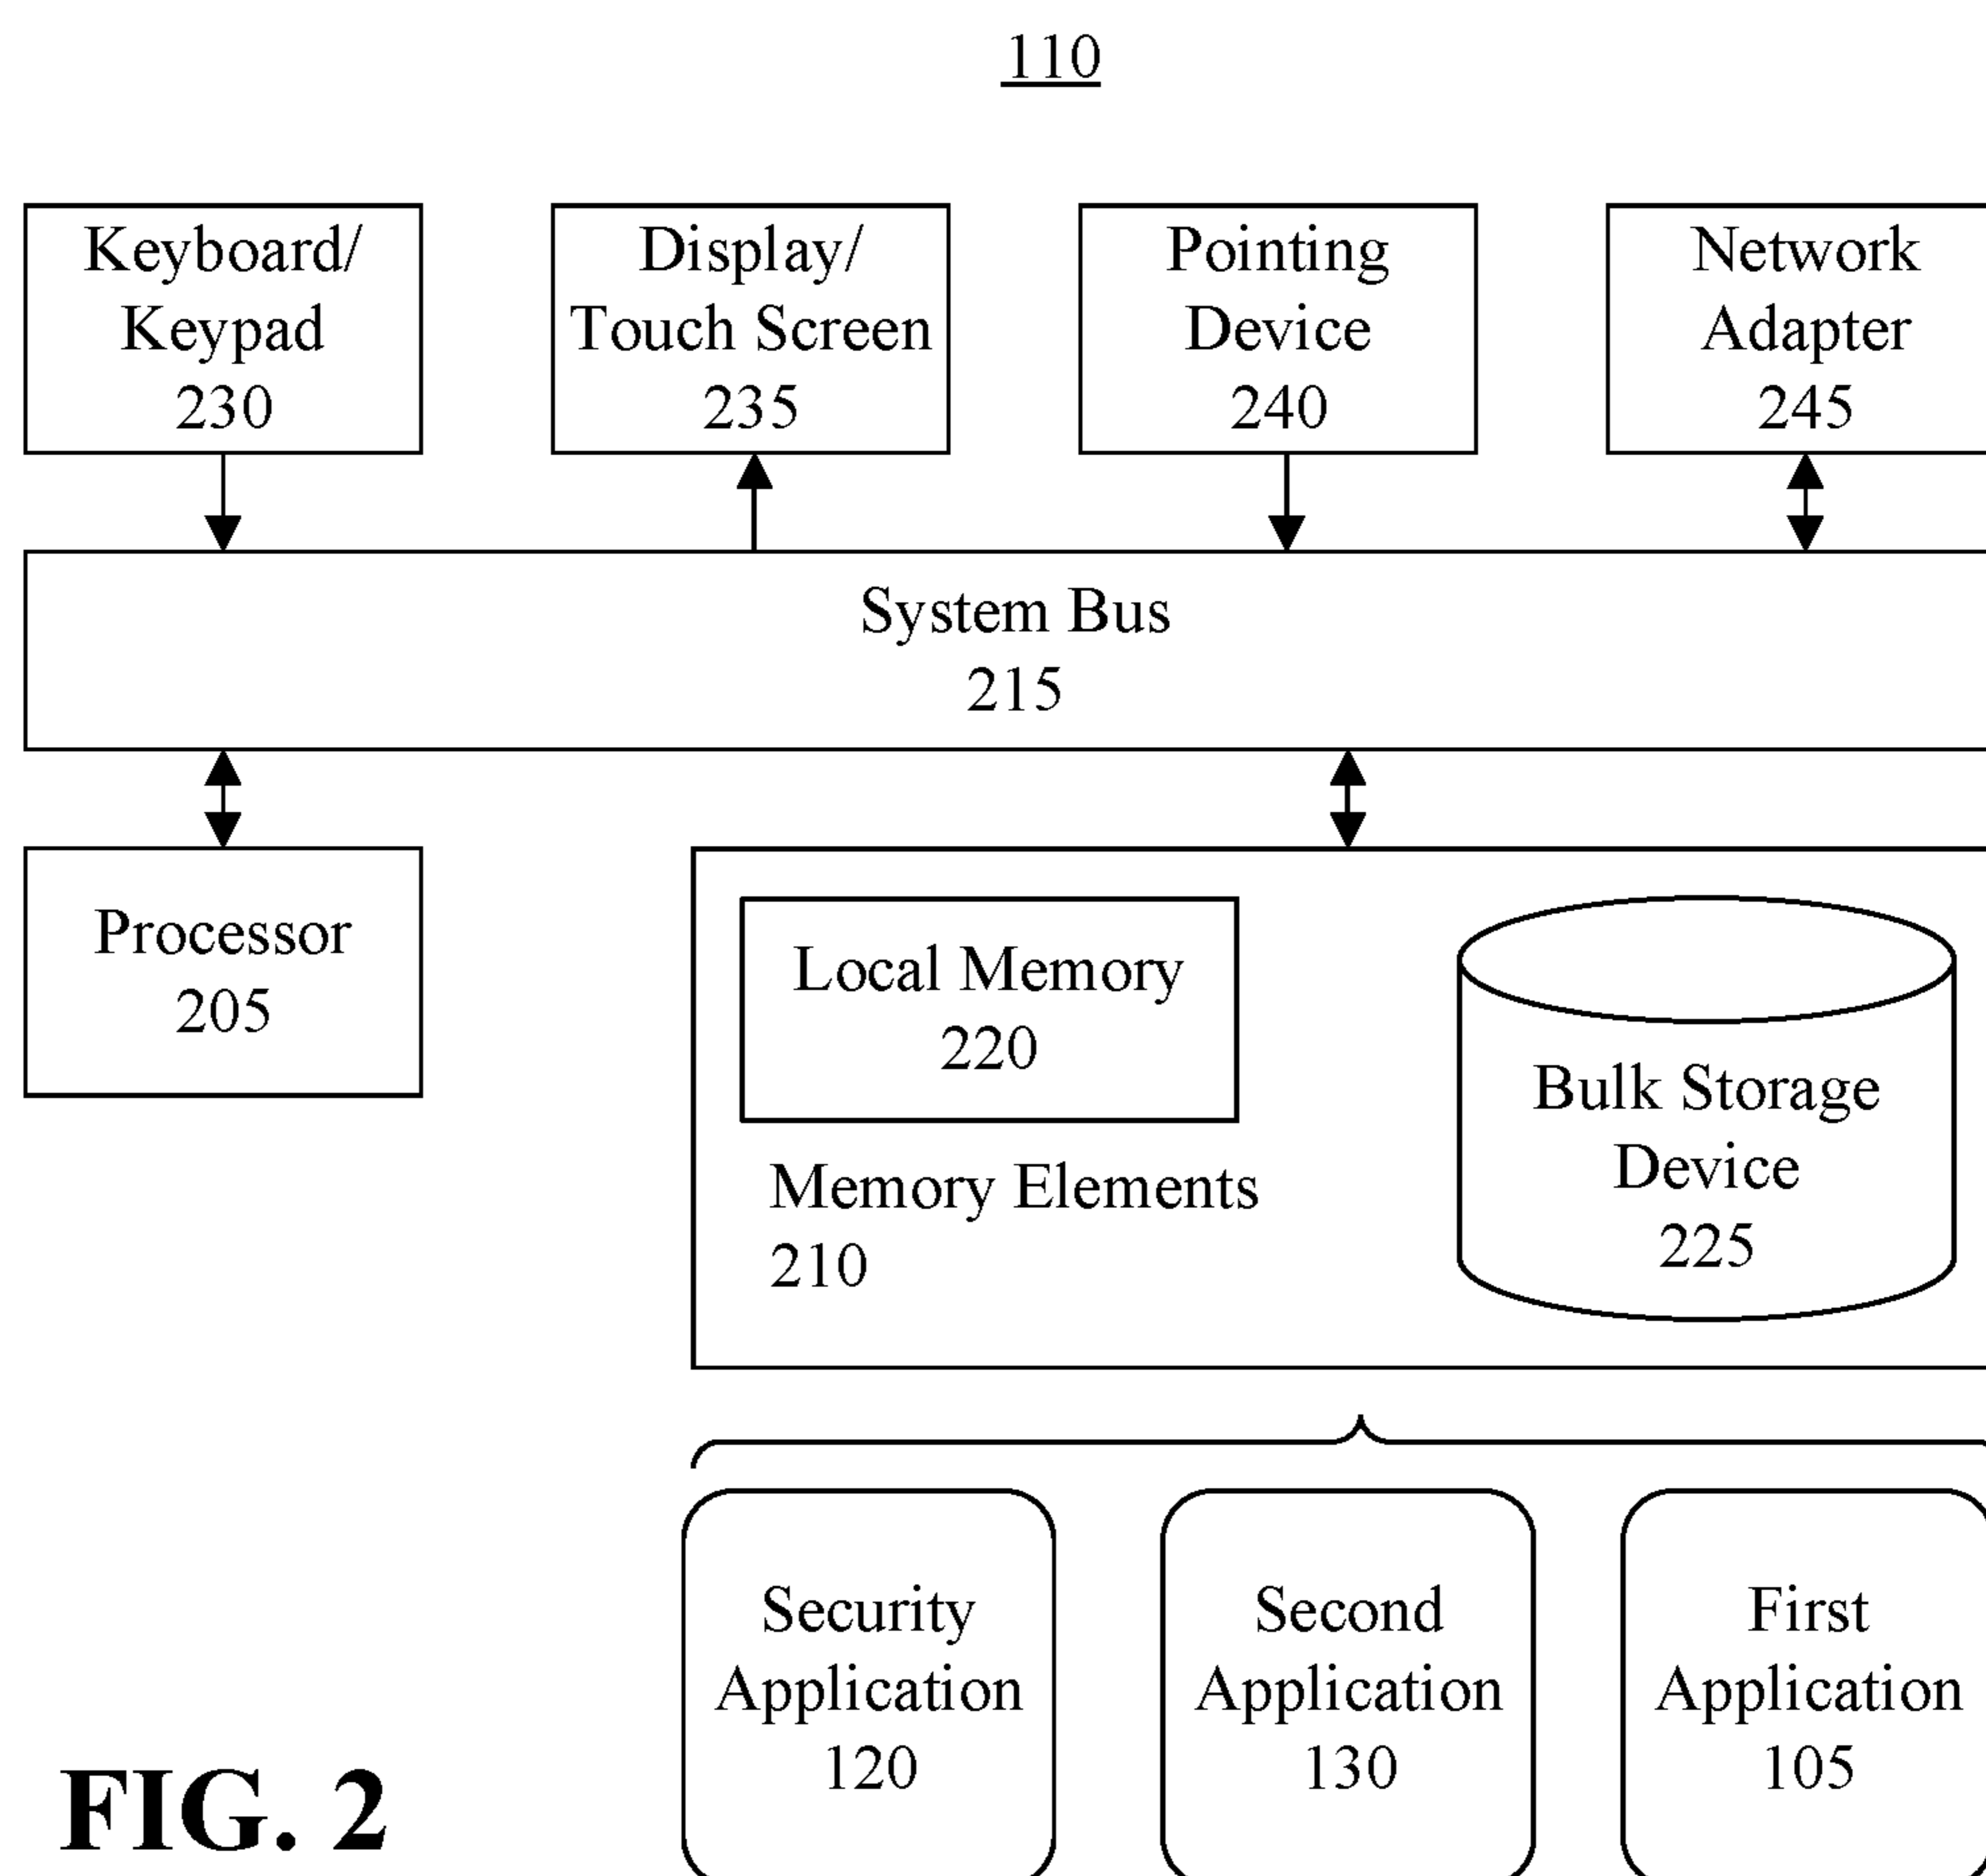 110
Keyboard/
Keypad
230
Display/
Touch Screen
235
Pointing
Device
240
Network
Adapter
245
System Bus
215
Processor
205
Local Memory
220
Memory Elements
210
Bulk Storage
Device
225
Security
Application
120
Second
Application
130
First
Application
105
FIG. 2